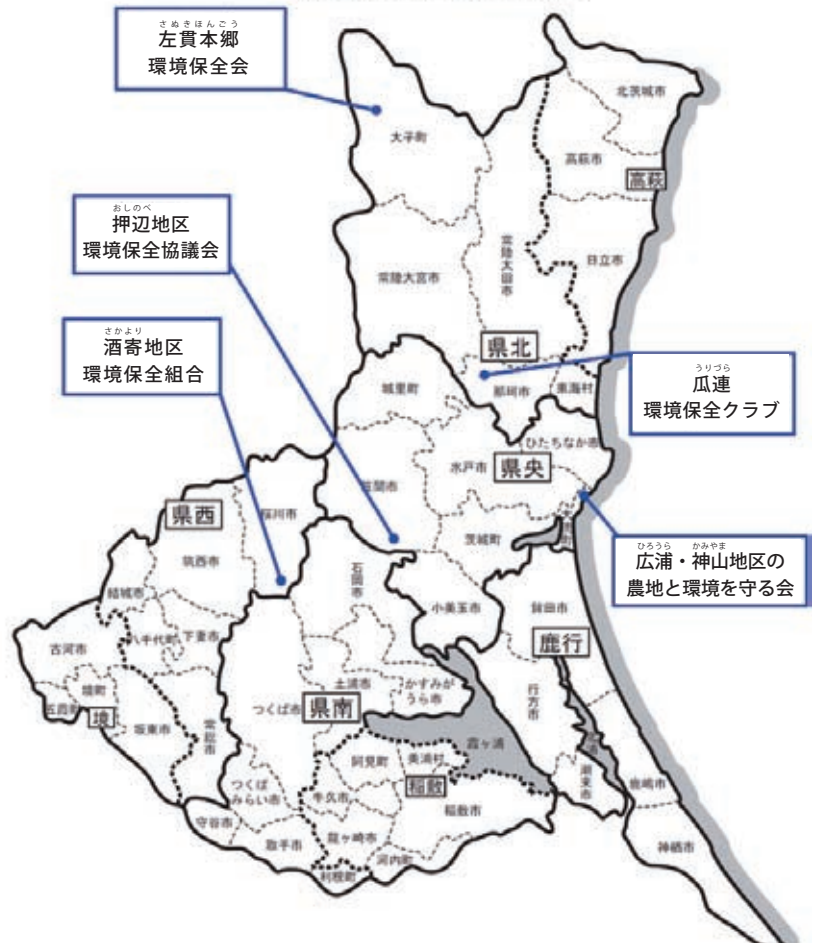 さぬきほんごう
左貫本郷
環境保全会
北茨城市
大子町
高萩市
高萩
おしのべ
押辺地区
環境保全協議会
常陸太田市
日立市
常陸大宮市
さかより
酒寄地区
環境保全組合
県北
城里町
那珂市
東海村
うりづら
瓜連
環境保全クラブ
ひたちなか市
水戸市
県央
笠間市
県西
桜川市
茨城町
ひろうら・かみやま
広浦・神山地区の
農地と環境を守る会
筑西市
石岡市
結城市
小美玉市
鉾田市
八千代町
下妻市
鹿行
古河市
土浦市
かすみが
うら市
行方市
境町
五霞町
境
つくば市
県南
坂東市
常総市
霞ヶ浦
阿見町
美浦村
つくば
みらい市
牛久市
稲敷
潮来市
鹿嶋市
稲敷市
守谷市
取手市
龍ヶ崎市
河内町
利根町
神栖市